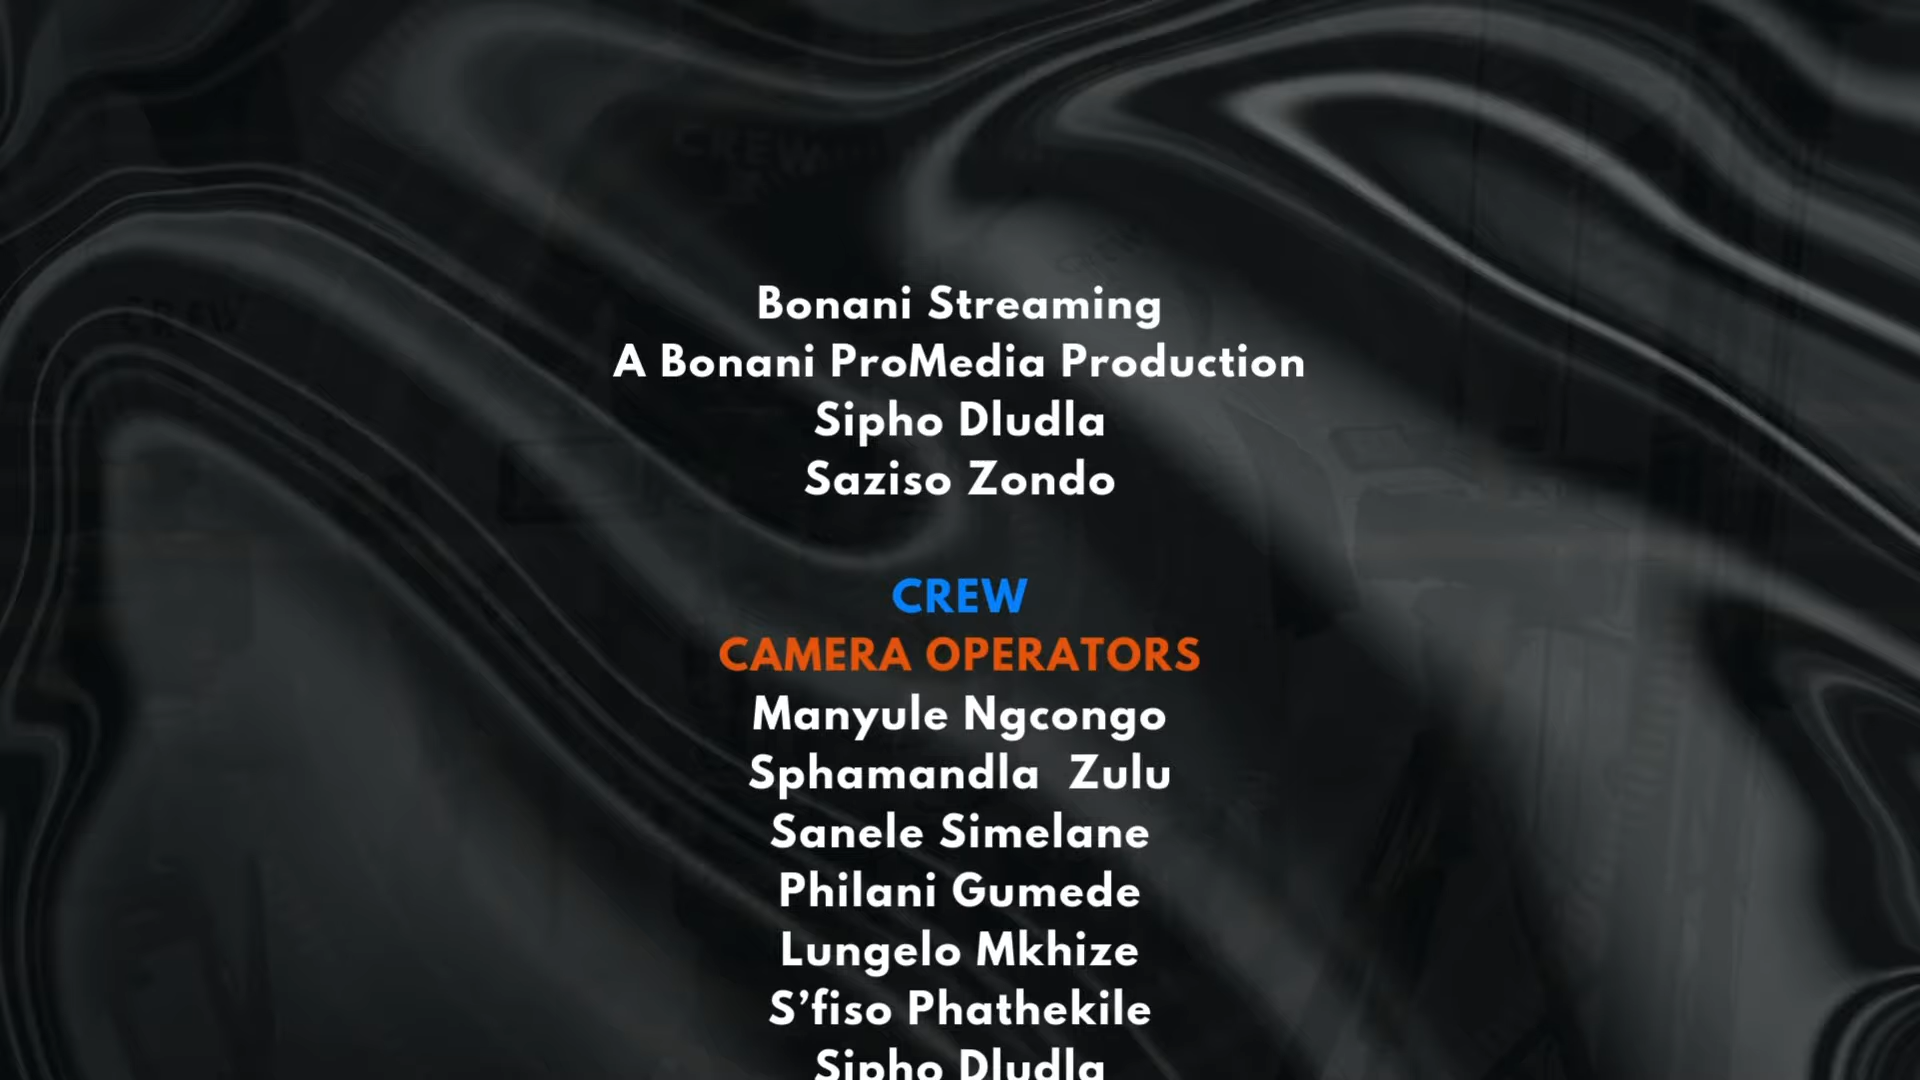 Bonani Streaming
A Bonani ProMedia Production
Sipho Dludla
Saziso Zondo
CREW
CAMERA OPERATORS
Manyule Ngcongo
Sphamandla  Zulu
Sanele Simelane
Philani Gumede
Lungelo Mkhize
S’fiso Phathekile
Sipho Dludla